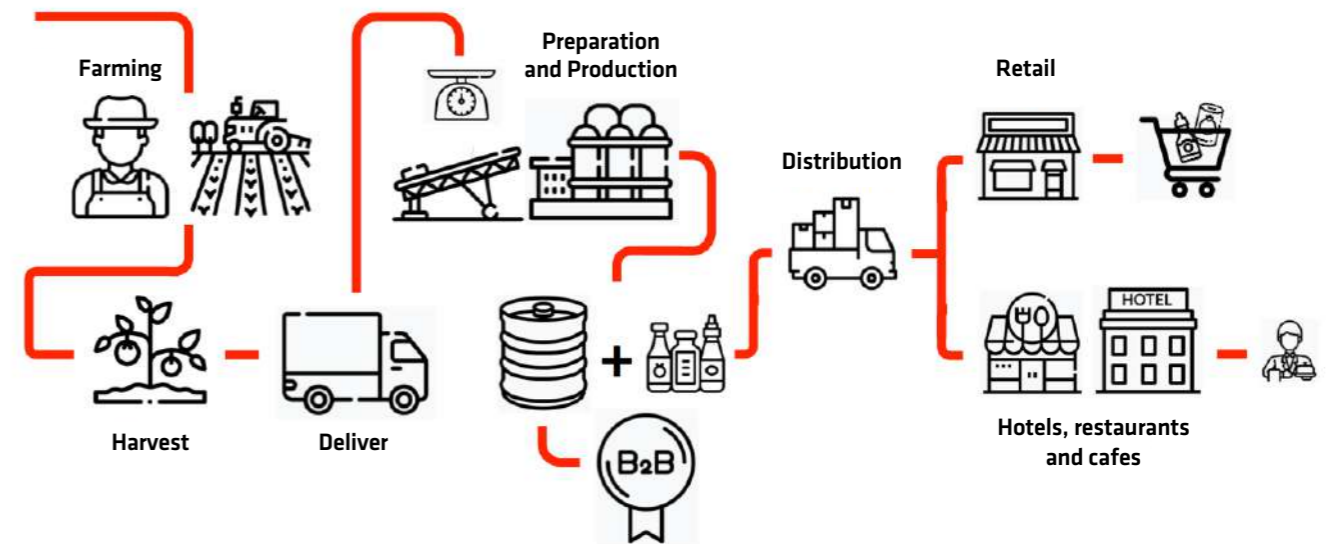 Farming
Harvest
Deliver
Preparation
and Production
B2B
Distribution
Retail
HOTEL
Hotels, restaurants
and cafes